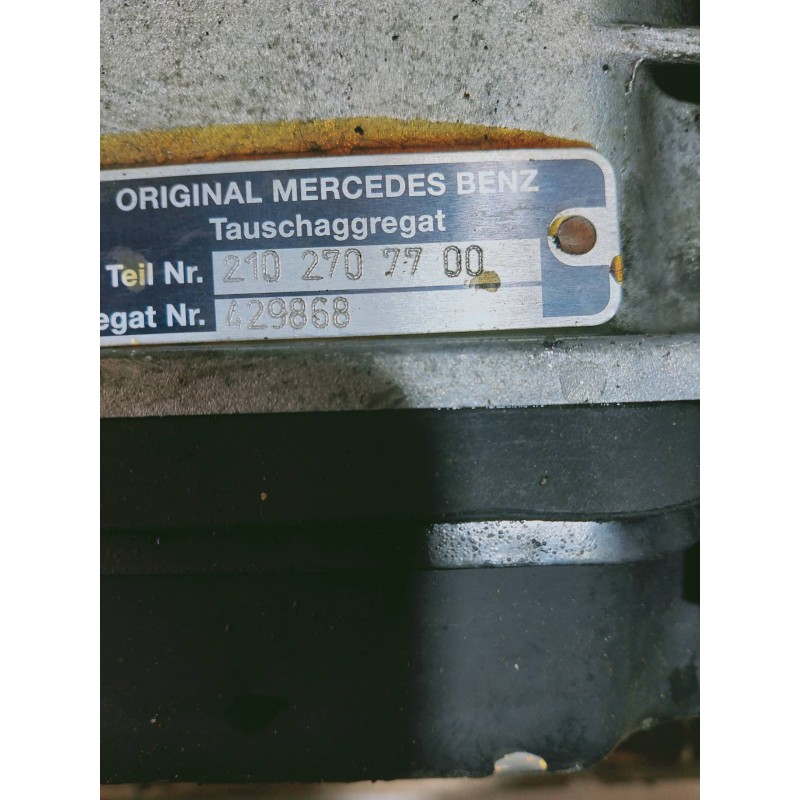 ORIGINAL MERCEDES BENZ
Tauschaggregat
Teil Nr. 210 270 77 00
egat Nr. 429868